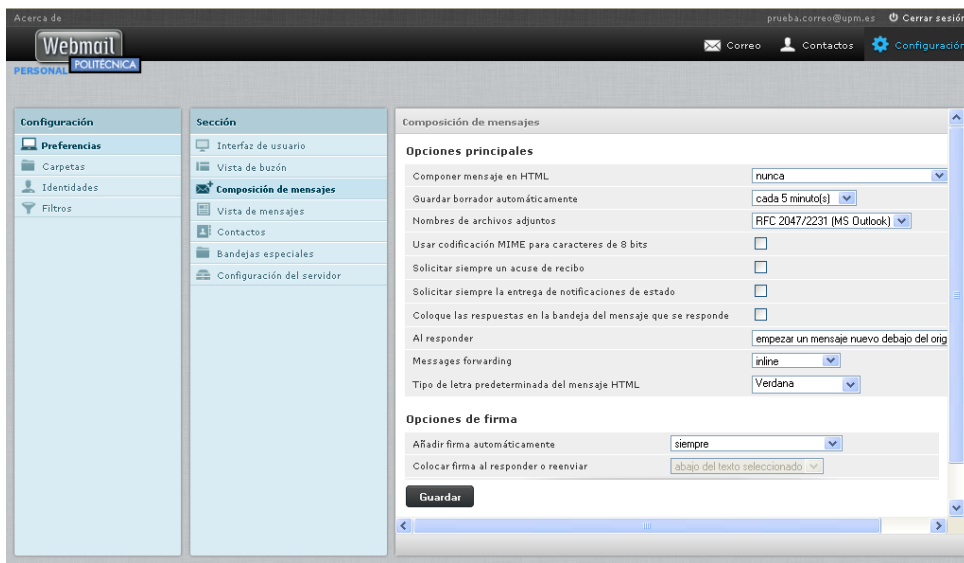 Acerca de prueba.correo@upm.es Cerrar sesión
Webmail Correo Contactos Configuración
POLITÉCNICA
PERSONAL
Configuración
Preferencias
Carpetas
Identidades
Filtros
Sección
Interfaz de usuario
Vista de buzón
Composición de mensajes
Vista de mensajes
Contactos
Bandejas especiales
Configuración del servidor
Composición de mensajes
Opciones principales
Componer mensaje en HTML nunca
Guardar borrador automáticamente cada 5 minuto(s)
Nombres de archivos adjuntos RFC 2047/2231 (MS Outlook)
Usar codificación MIME para caracteres de 8 bits
Solicitar siempre un acuse de recibo
Solicitar siempre la entrega de notificaciones de estado
Coloque las respuestas en la bandeja del mensaje que se responde
Al responder empezar un mensaje nuevo debajo del orig
Messages forwarding inline
Tipo de letra predeterminada del mensaje HTML Verdana
Opciones de firma
Añadir firma automáticamente siempre
Colocar firma al responder o reenviar abajo del texto seleccionado
Guardar